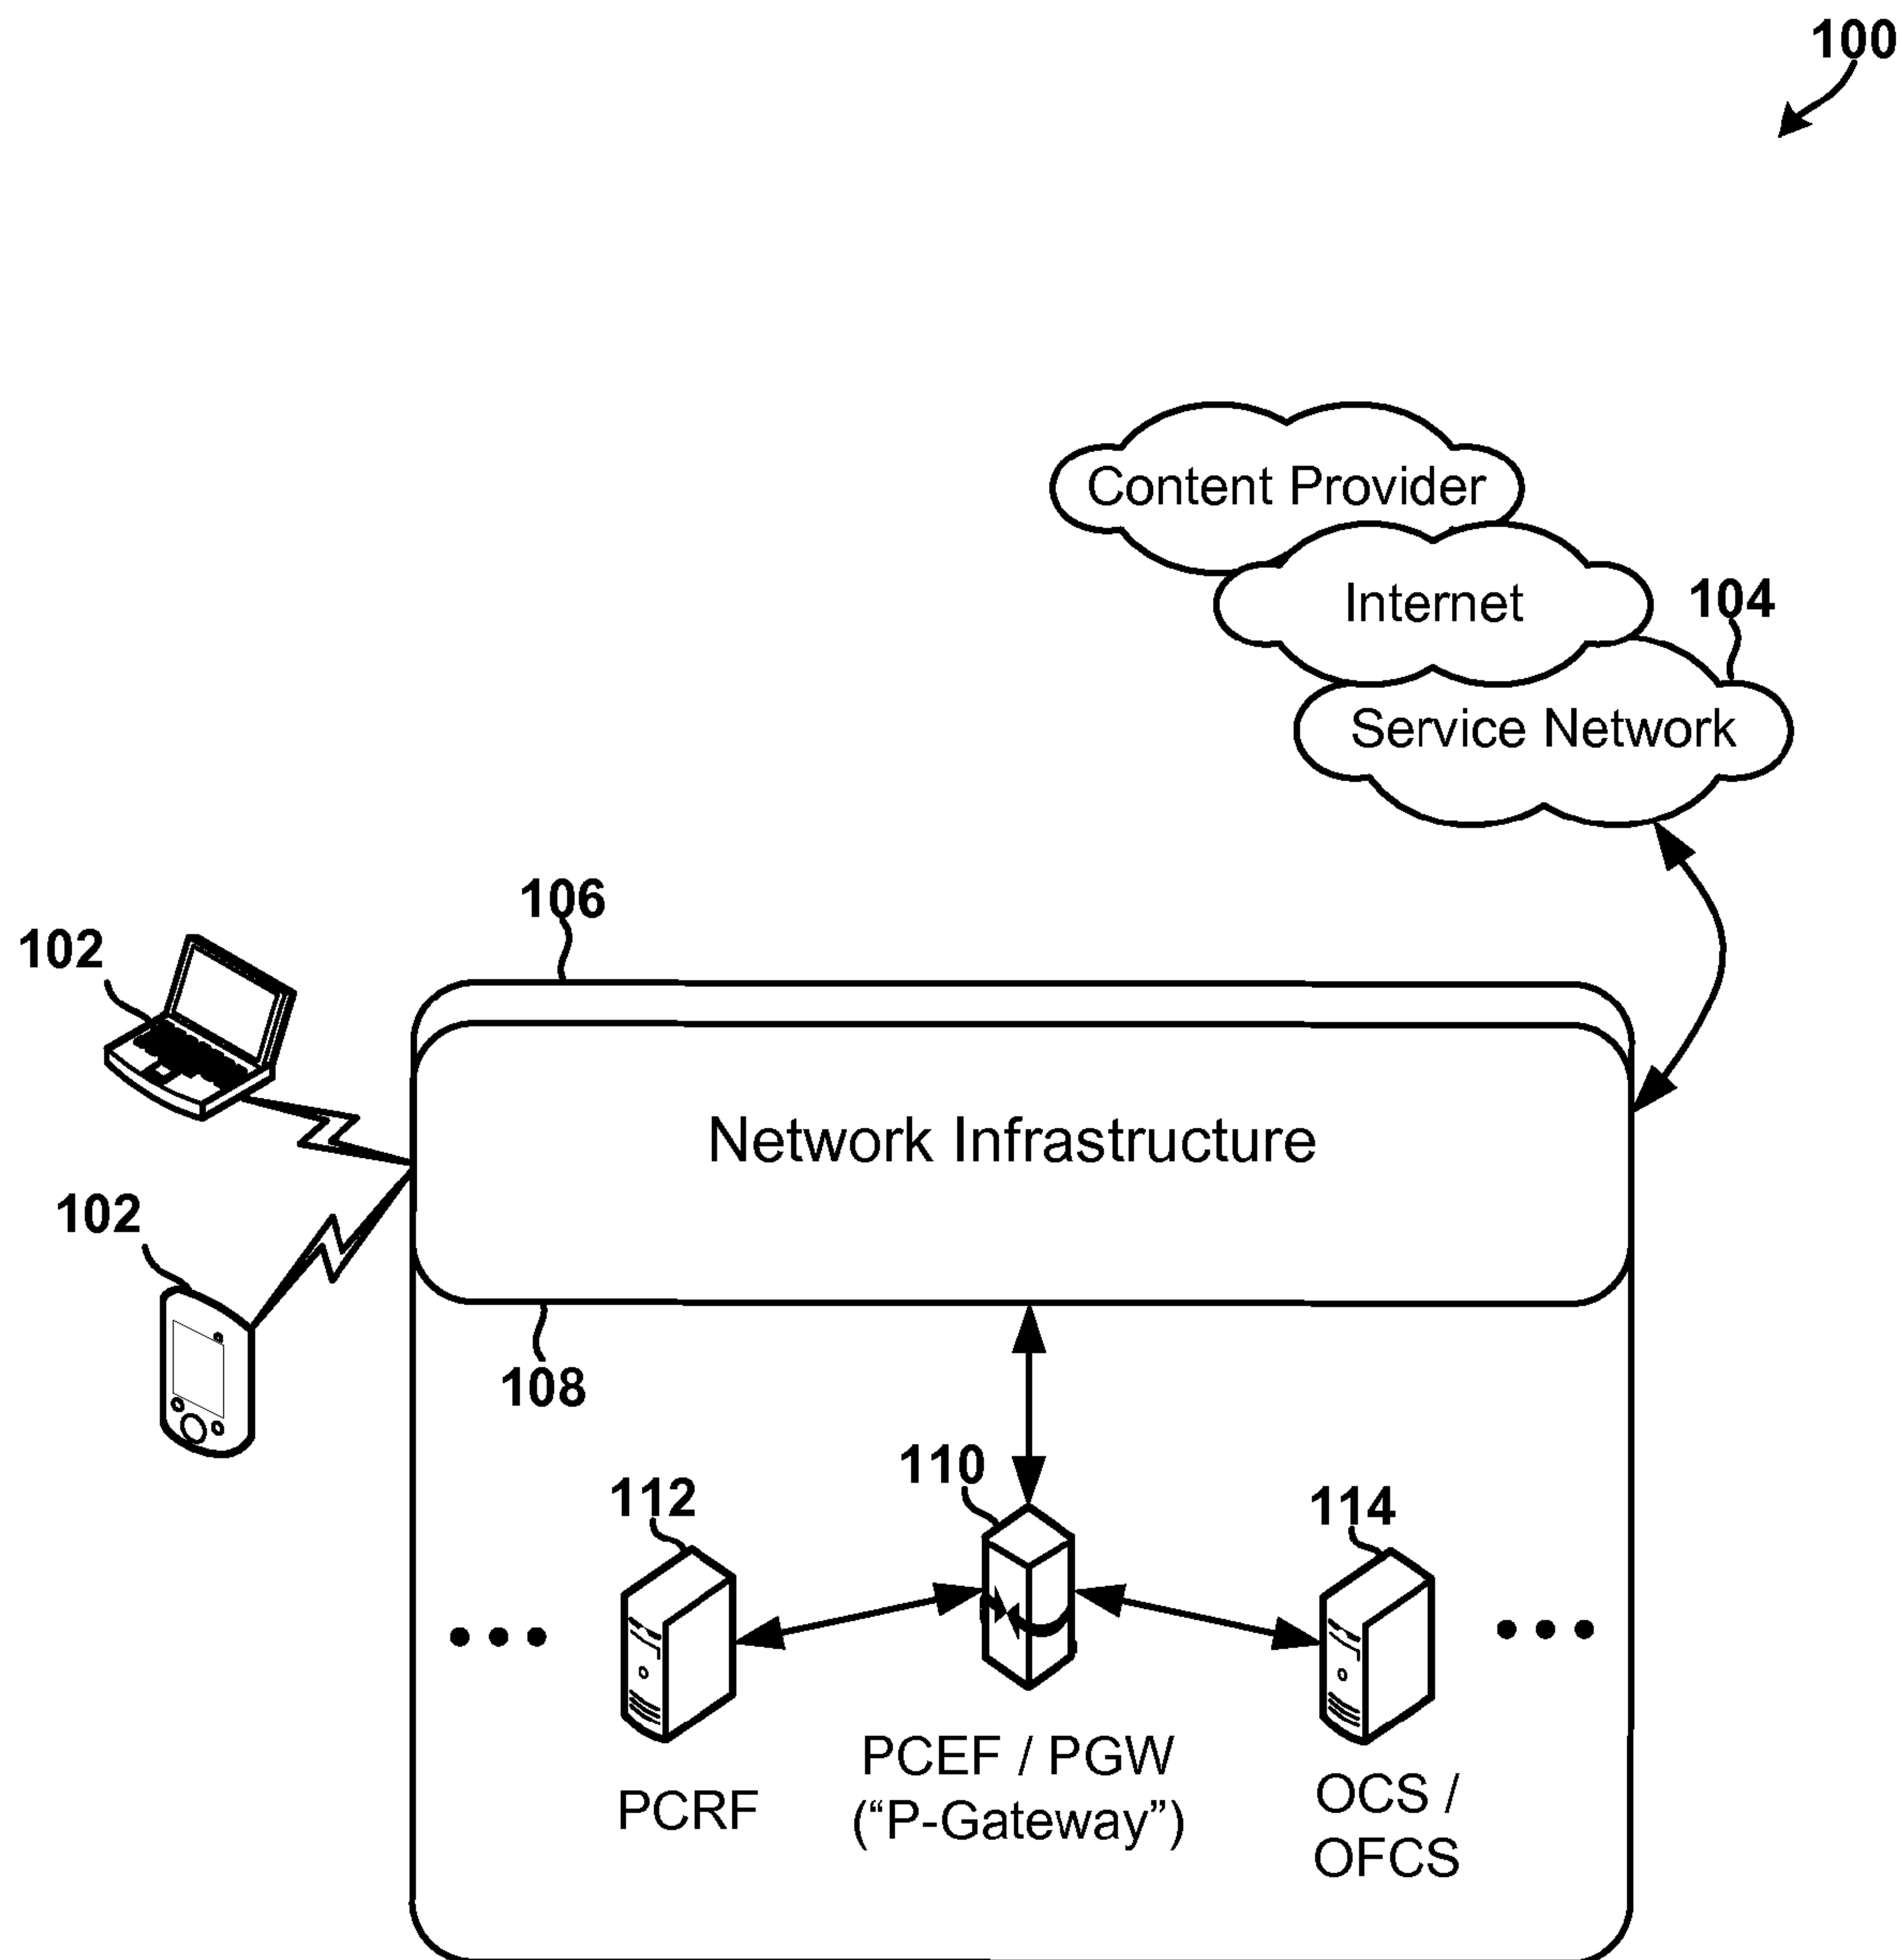 100
Content Provider
Internet
104
Service Network
106
102
Network Infrastructure
102
108
110
112
114
PCEF / PGW
("P-Gateway")
PCRF
OCS /
OFCS